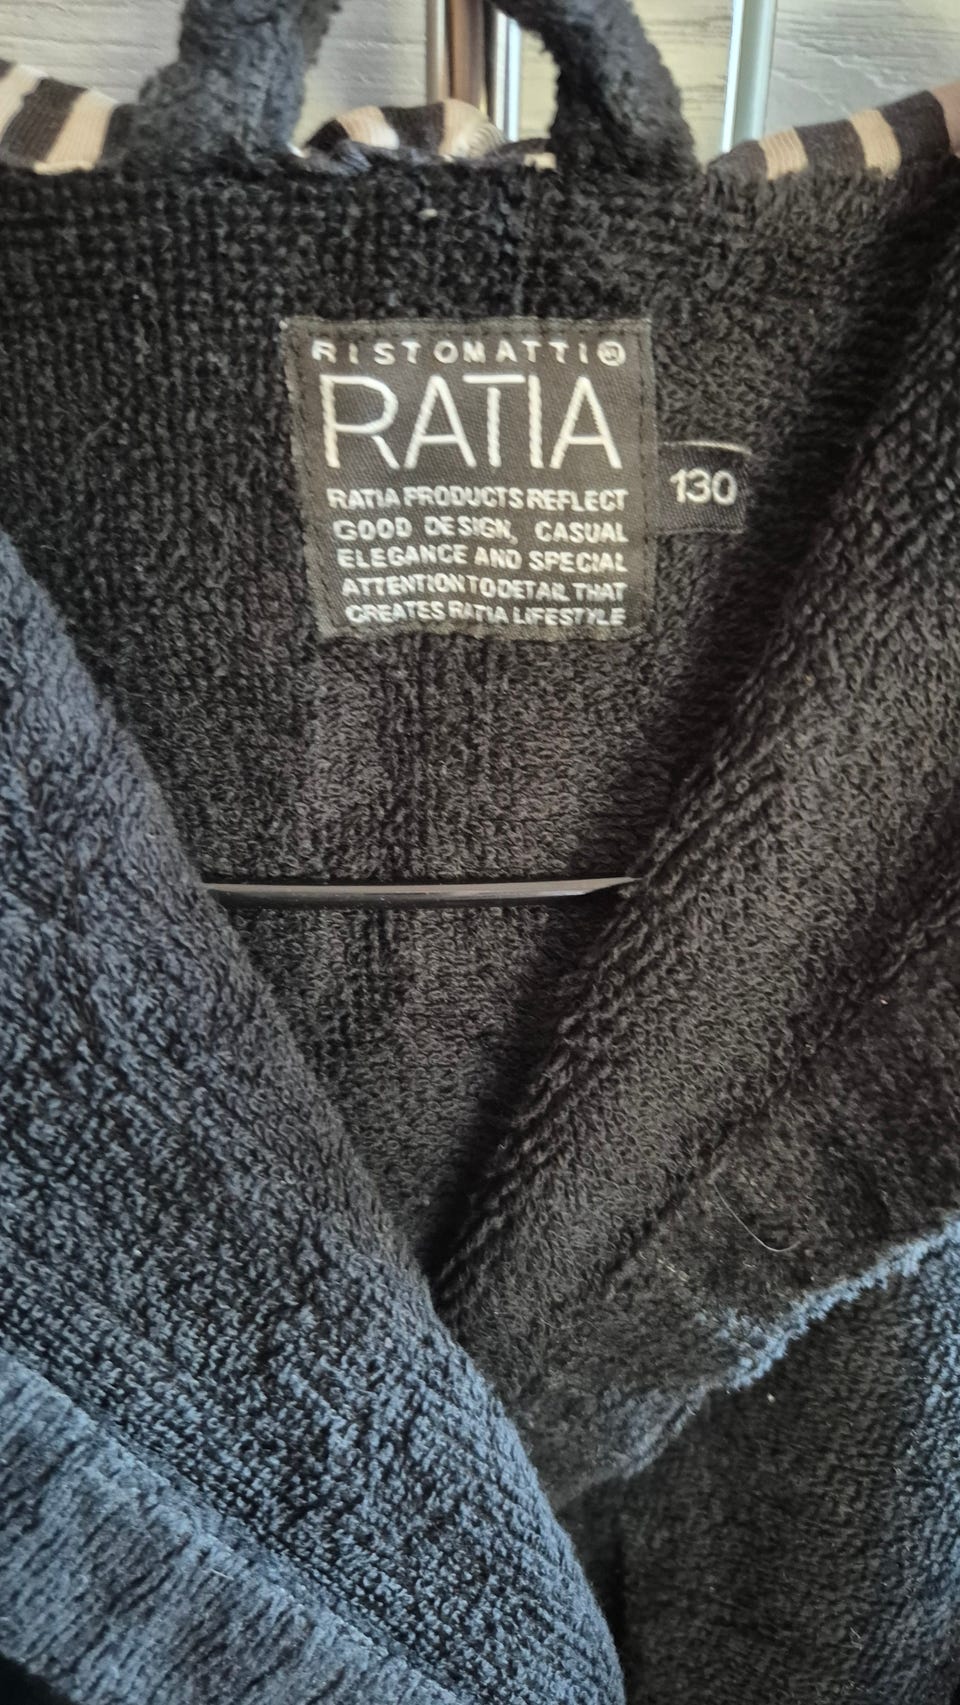 RISTOMATTI®
RATIA
RATIA PRODUCTS REFLECT
GOOD DESIGN, CASUAL
ELEGANCE AND SPECIAL
ATTENTION TO DETAIL THAT
CREATES RATIA LIFESTYLE
130